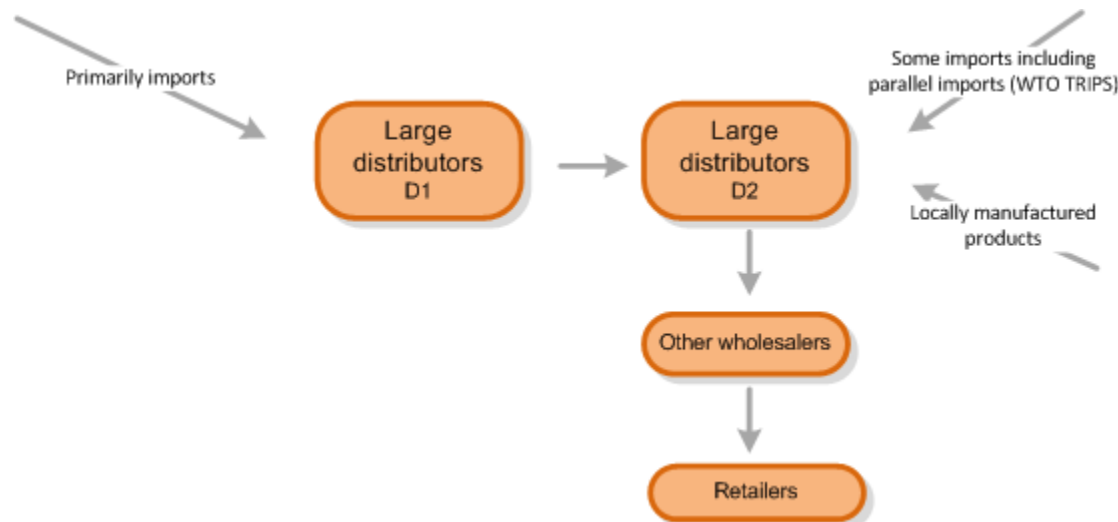 Primarily imports
Large
distributors
D1
Large
distributors
D2
Some imports including
parallel imports (WTO TRIPS)
Locally manufactured
products
Other wholesalers
Retailers